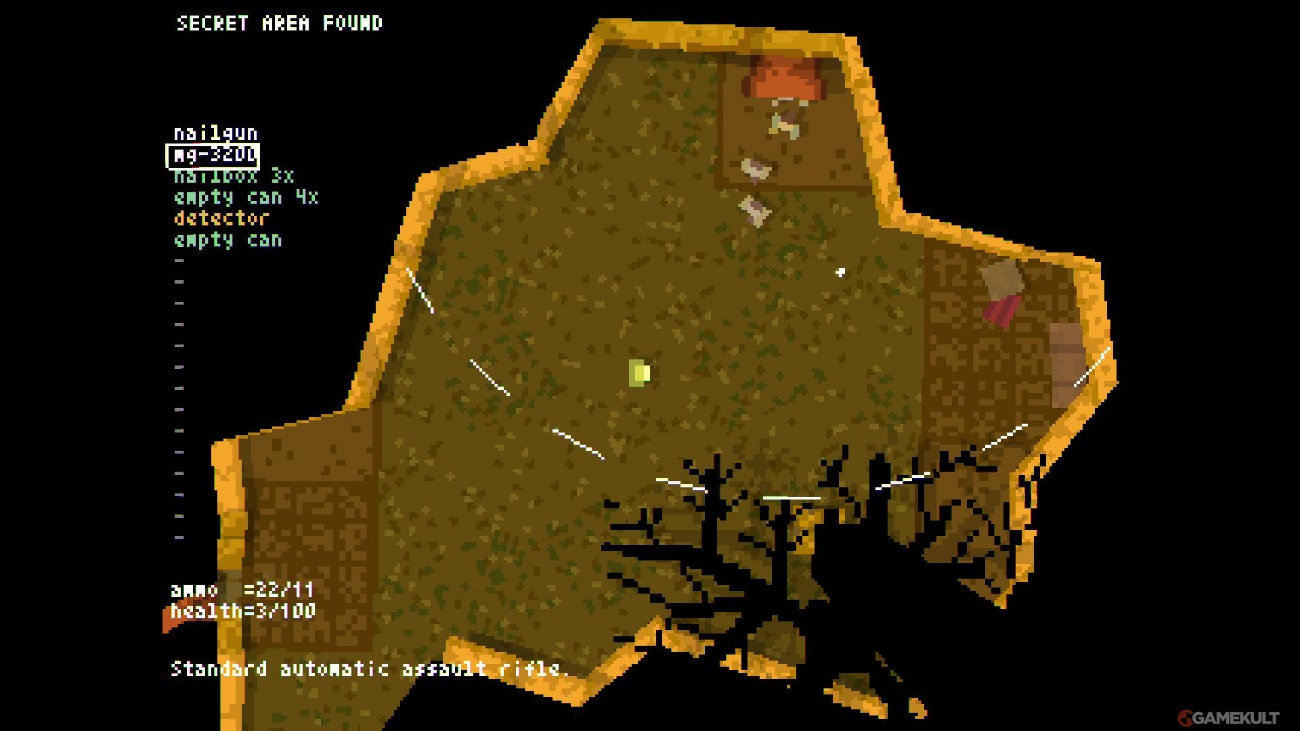 SECRET AREA FOUND
nailgun
mg-3200
nailbox 3x
empty can 4x
detector
empty can
-
-
-
-
-
-
-
-
-
-
-
-
-
-
ammo =22/11
health=3/100
Standard automatic assault rifle.
GAMEKULT